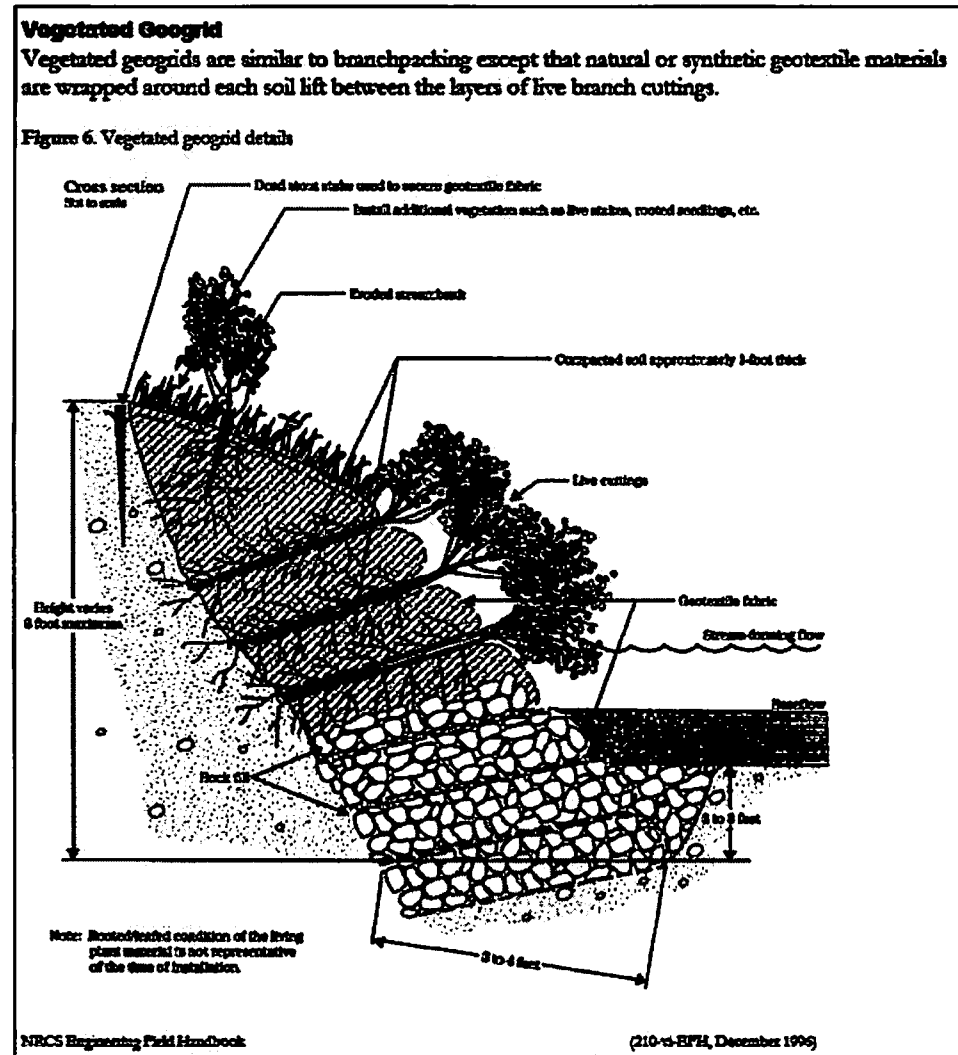 Vegetated Geogrid
Vegetated geogrids are similar to branchpacking except that natural or synthetic geotextile materials
are wrapped around each soil lift between the layers of live branch cuttings.
Figure 6. Vegetated geogrid details
Cross section
Not to scale
Dead stout stake used to secure geotextile fabric
Install additional vegetation such as live stakes, rooted seedlings, etc.
Eroded streambank
Compacted soil approximately 1-foot thick
Live cuttings
Height varies
8 foot maximum
Geotextile fabric
Stream-forming flow
Baseflow
Rock fill
2 to 3 feet
3 to 4 feet
Note: Rooted/leafed condition of the living
plant material is not representative
of the time of installation.
NRCS Engineering Field Handbook
(210-vi-EFH, December 1996)